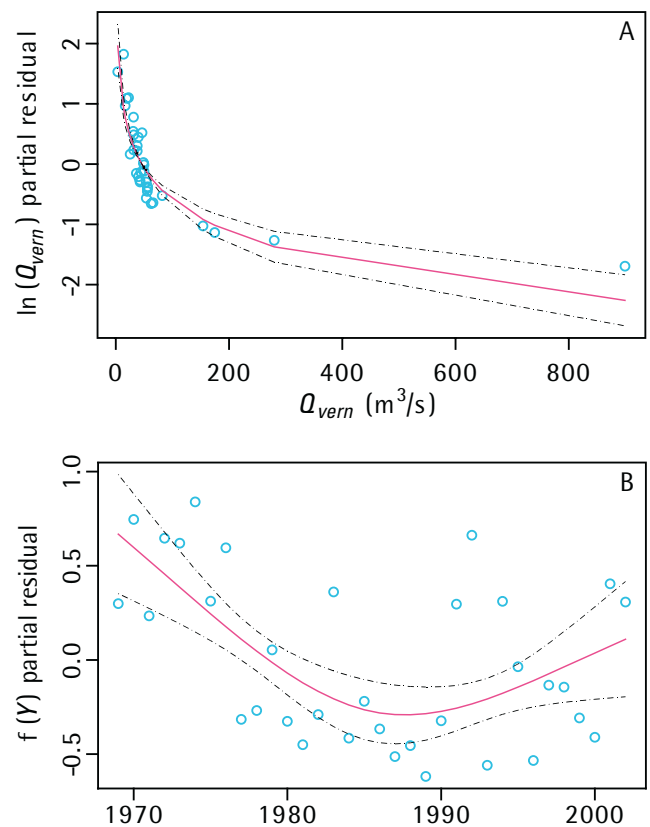 A
ln (Q_vern) partial residual
2
1
0
-1
-2
0 200 400 600 800
Q_vern (m³/s)
B
f (Y) partial residual
1.0
0.5
0.0
-0.5
1970 1980 1990 2000